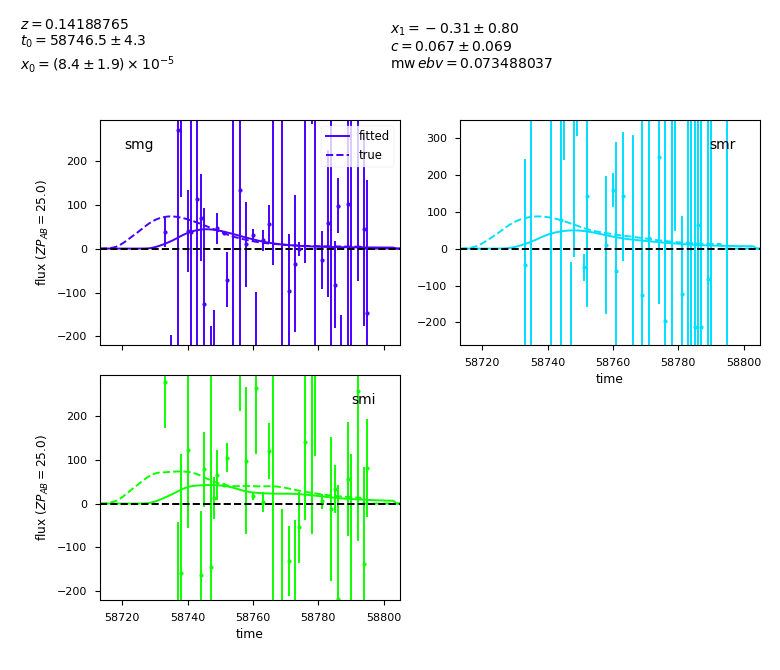 z = 0.14188765
t₀ = 58746.5 ± 4.3
x₀ = (8.4 ± 1.9) × 10⁻⁵
x₁ = −0.31 ± 0.80
c = 0.067 ± 0.069
mwebv = 0.073488037
smg
fitted
true
200
100
0
−100
−200
flux (ZP_AB = 25.0)
smr
300
200
100
0
−100
−200
58720 58740 58760 58780 58800
time
smi
200
100
0
−100
−200
flux (ZP_AB = 25.0)
58720 58740 58760 58780 58800
time